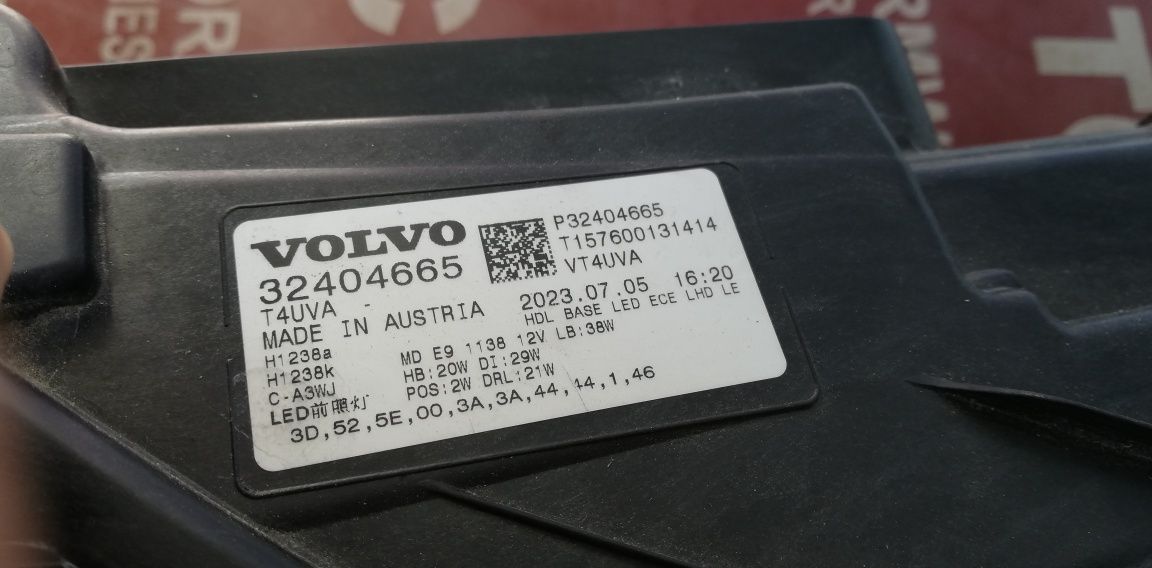 VOLVO
32404665
T4UVA -
MADE IN AUSTRIA
P32404665
T157600131414
VT4UVA
2023.07.05 16:20
HDL BASE LED ECE LHD LE
H1238a MD E9 1138 12V LB:38W
H1238k HB:20W DI:29W
C-A3WJ POS:2W DRL:21W
LED前照灯
3D,52,5E,00,3A,3A,44,44,1,46